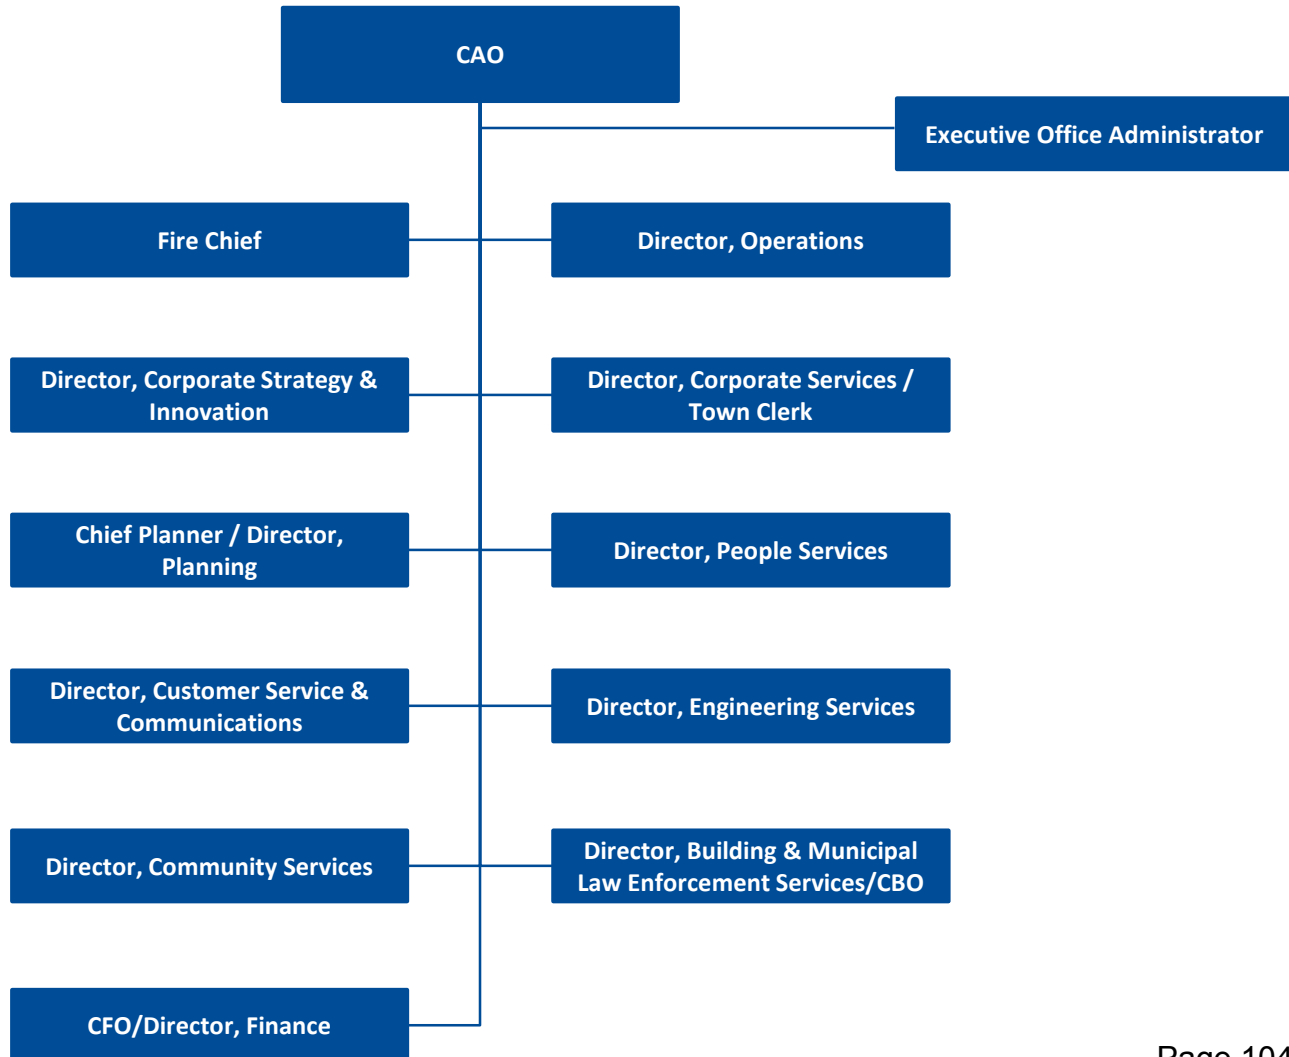 CAO
Executive Office Administrator
Fire Chief
Director, Operations
Director, Corporate Strategy &
Innovation
Director, Corporate Services /
Town Clerk
Chief Planner / Director,
Planning
Director, People Services
Director, Customer Service &
Communications
Director, Engineering Services
Director, Community Services
Director, Building & Municipal
Law Enforcement Services/CBO
CFO/Director, Finance
Page 104